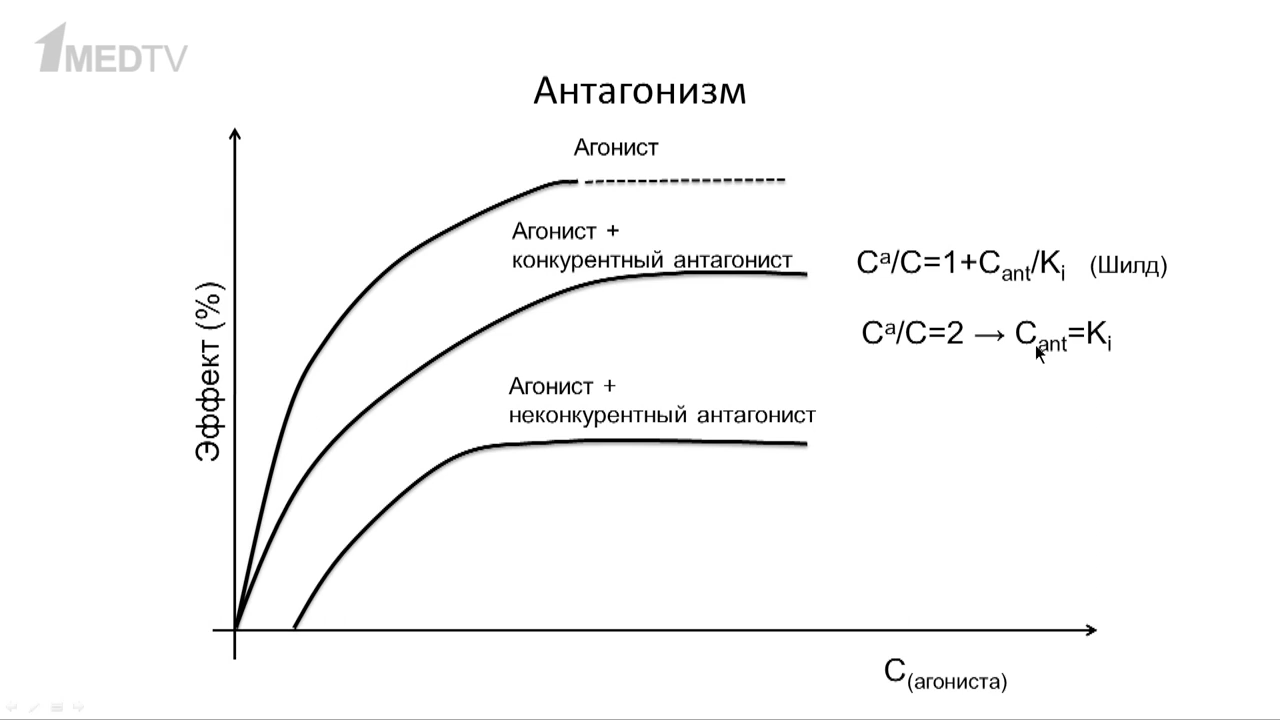 1MEDTV
Антагонизм
Агонист
Агонист +
конкурентный антагонист
Cᵃ/C=1+Cant/Ki (Шилд)
Cᵃ/C=2 → Cant=Ki
Агонист +
неконкурентный антагонист
Эффект (%)
C(агониста)